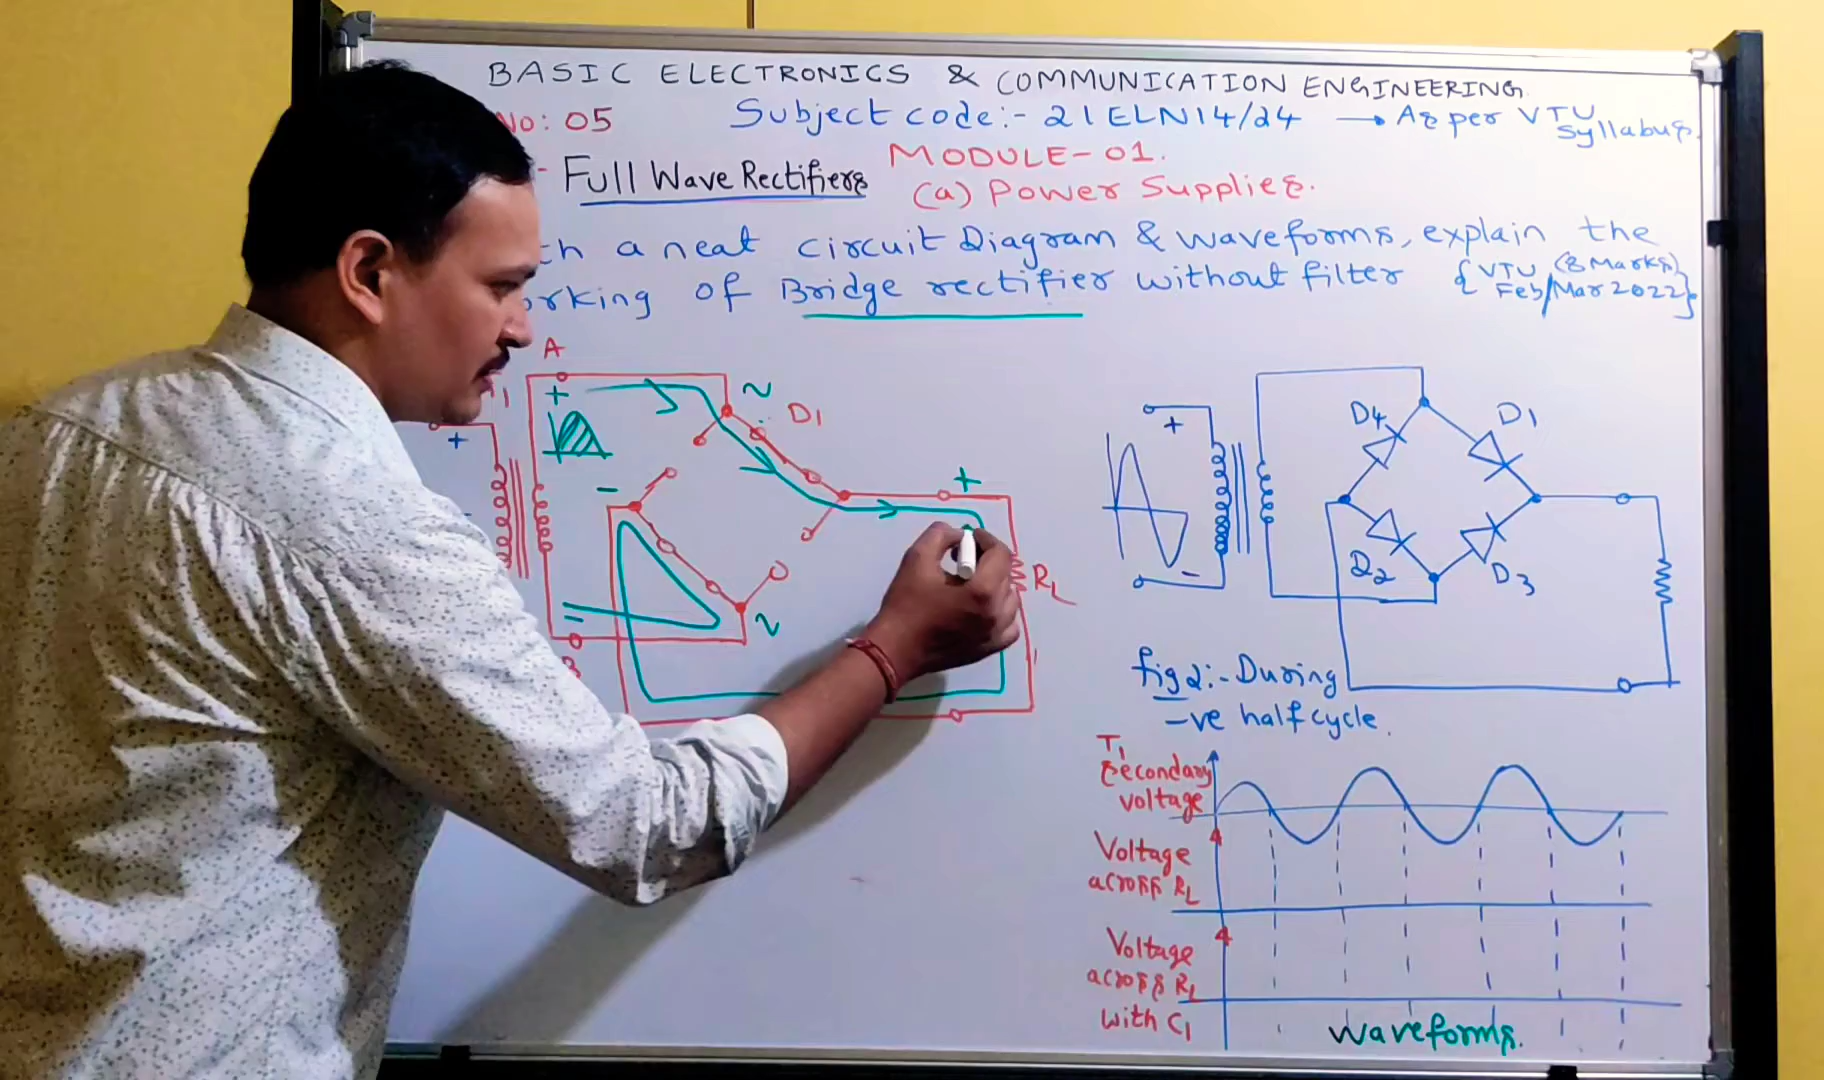 BASIC ELECTRONICS & COMMUNICATION ENGINEERING
No: 05 Subject code:- 21ELN14/24 → As per VTU Syllabus.
- Full Wave Rectifiers MODULE-01.
(a) Power Supplies.
a neat circuit Diagram & waveforms, explain the
of Bridge rectifier without filter {VTU (8 Marks)
Feb/Mar 2022}
A
+
~
D1
+
-
+
RL
=
~
B
D4
D1
+
D2
D3
-
fig 2:- During
-ve half cycle.
T1
Secondary
voltage
Voltage
across RL
Voltage
across RL
with C1
Waveforms.